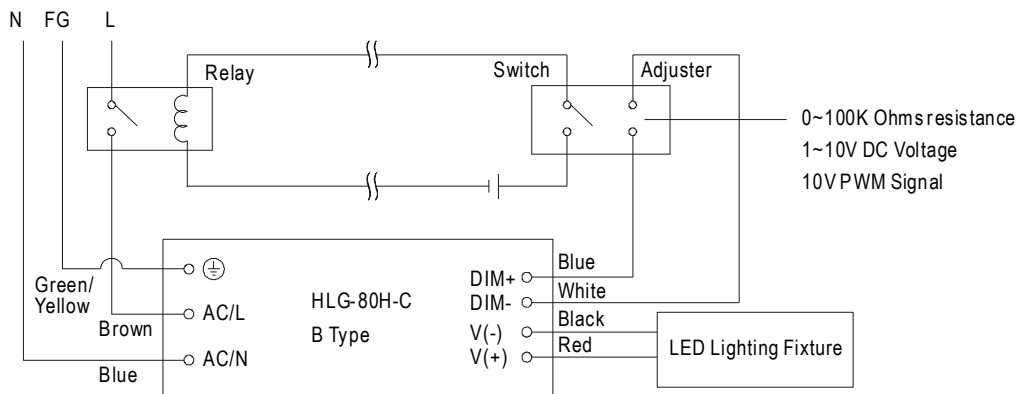 N FG L
Relay
Switch
Adjuster
0~100K Ohms resistance
1~10V DC Voltage
10V PWM Signal
Green/
Yellow
Brown
Blue
AC/L
AC/N
HLG-80H-C
B Type
DIM+
DIM-
V(-)
V(+)
Blue
White
Black
Red
LED Lighting Fixture